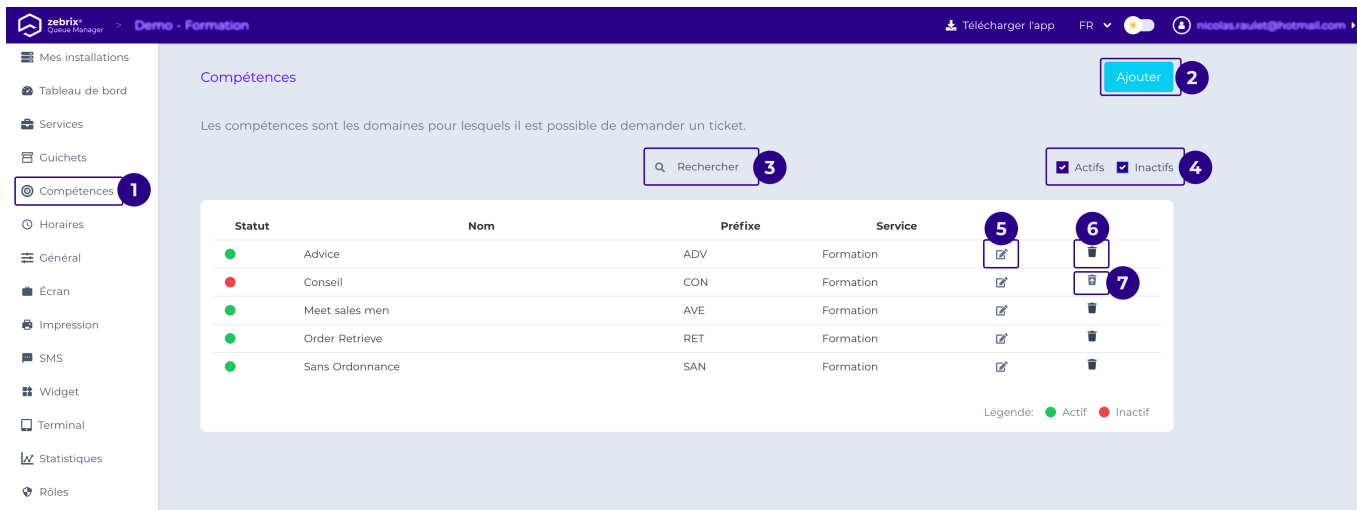 zebrix®
Queue Manager
> Demo - Formation
Télécharger l'app
FR
nicolas.raulet@hotmail.com
Mes installations
Tableau de bord
Services
Guichets
Compétences 1
Horaires
Général
Écran
Impression
SMS
Widget
Terminal
Statistiques
Rôles
Compétences
Ajouter 2
Les compétences sont les domaines pour lesquels il est possible de demander un ticket.
Rechercher 3
Actifs Inactifs 4
Statut Nom Préfixe Service 5 6
Advice ADV Formation
Conseil CON Formation 7
Meet sales men AVE Formation
Order Retrieve RET Formation
Sans Ordonnance SAN Formation
Légende: Actif Inactif